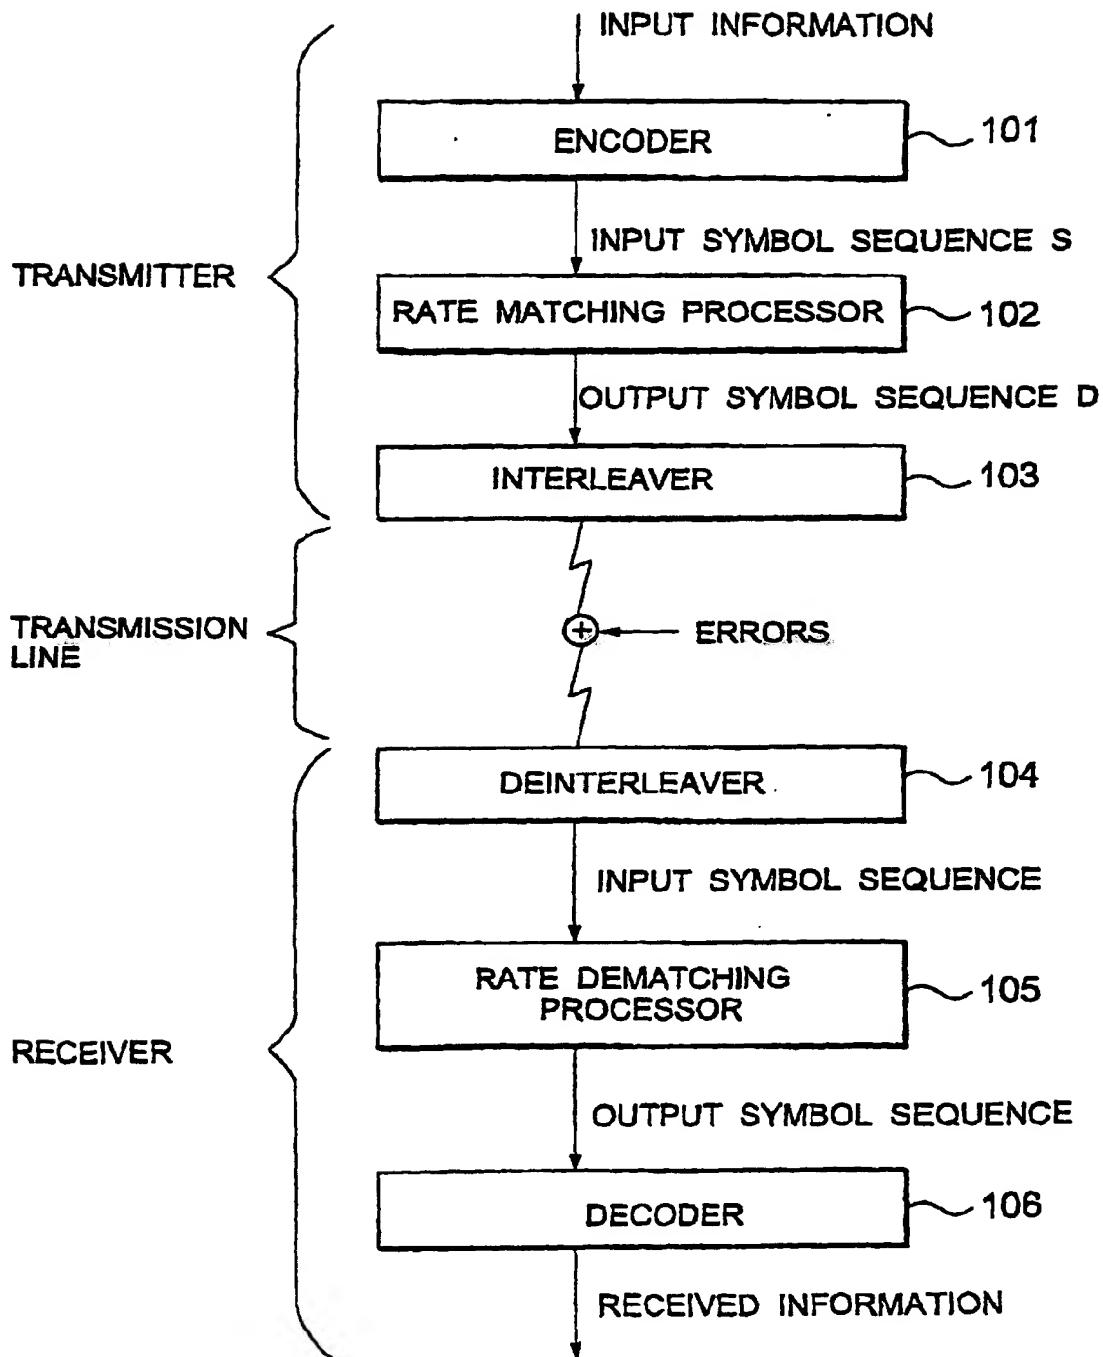 INPUT INFORMATION
ENCODER
101
INPUT SYMBOL SEQUENCE S
TRANSMITTER
RATE MATCHING PROCESSOR
102
OUTPUT SYMBOL SEQUENCE D
INTERLEAVER
103
TRANSMISSION
LINE
ERRORS
DEINTERLEAVER
104
INPUT SYMBOL SEQUENCE
RATE DEMATCHING
PROCESSOR
105
RECEIVER
OUTPUT SYMBOL SEQUENCE
DECODER
106
RECEIVED INFORMATION